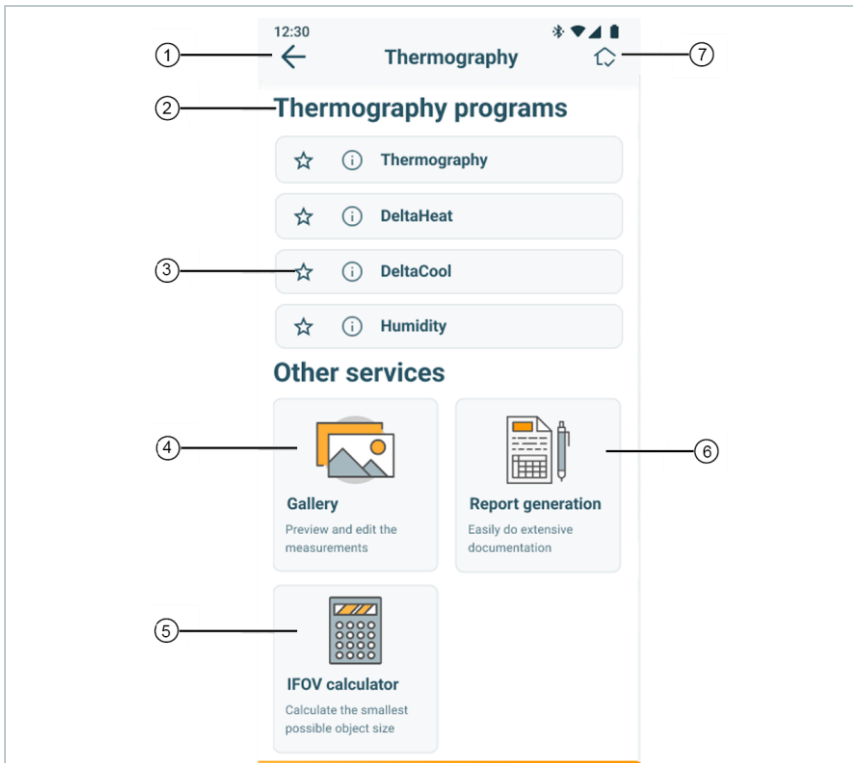 12:30
① Thermography ⑦
② Thermography programs
Thermography
DeltaHeat
③ DeltaCool
Humidity
Other services
④ ⑥
Gallery Report generation
Preview and edit the Easily do extensive
measurements documentation
⑤
IFOV calculator
Calculate the smallest
possible object size